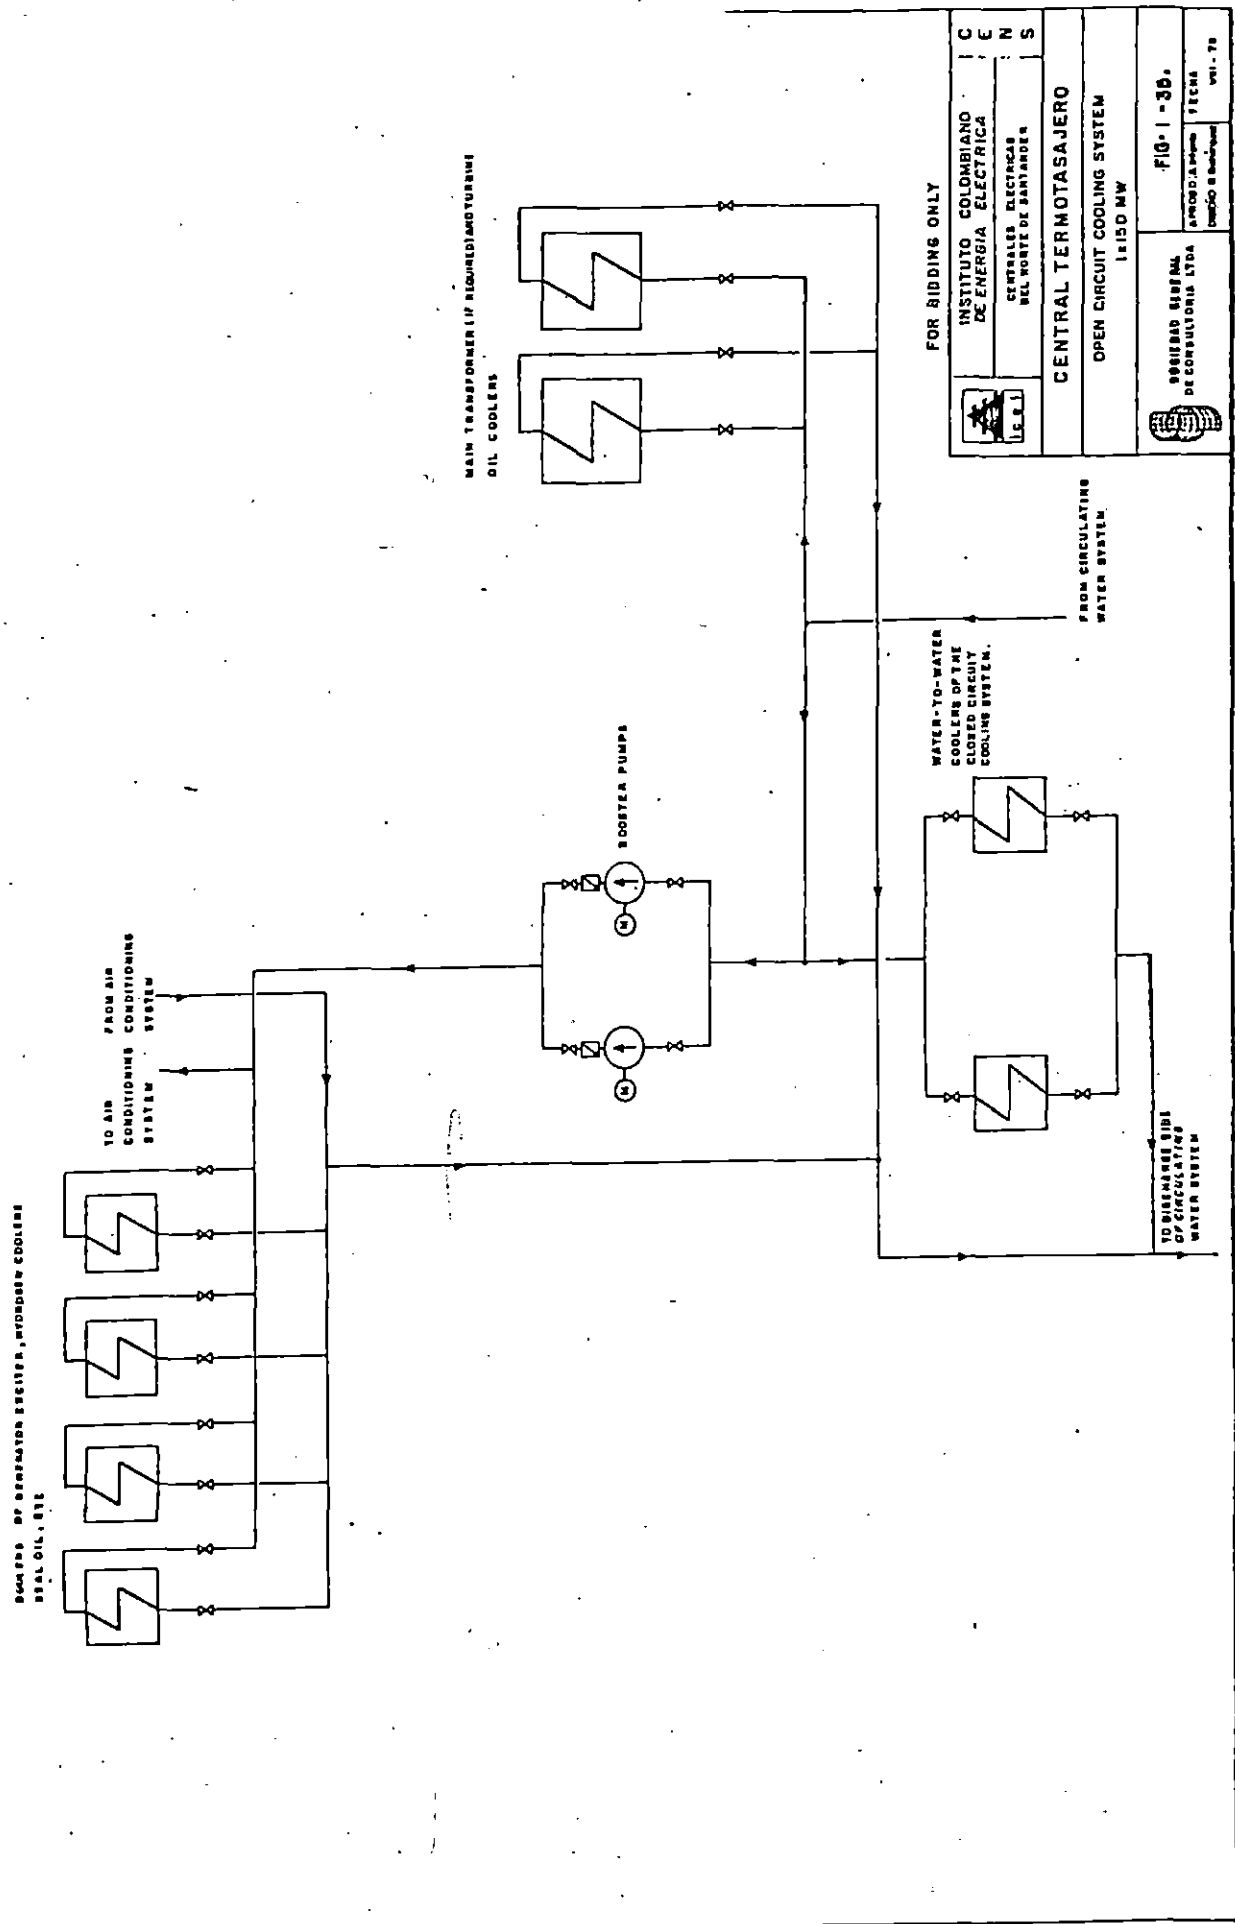 COOLERS OF GENERATOR EXCITER, HYDROGEN COOLERS
SEAL OIL, ETC
TO AIR
CONDITIONING
SYSTEM
FROM AIR
CONDITIONING
SYSTEM
MAIN TRANSFORMER (IF REQUIRED) AND TURBINE
OIL COOLERS
BOOSTER PUMPS
M
M
WATER-TO-WATER
COOLERS OF THE
CLOSED CIRCUIT
COOLING SYSTEM.
FROM CIRCULATING
WATER SYSTEM
TO DISCHARGE SIDE
OF CIRCULATING
WATER SYSTEM
FOR BIDDING ONLY
icel
INSTITUTO COLOMBIANO
DE ENERGIA ELECTRICA
CENTRALES ELECTRICAS
DEL NORTE DE SANTANDER
C
E
N
S
CENTRAL TERMOTASAJERO
OPEN CIRCUIT COOLING SYSTEM
1x150 MW
SOCIEDAD GENERAL
DE CONSULTORIA LTDA
FIG. 1-38.
FECHA